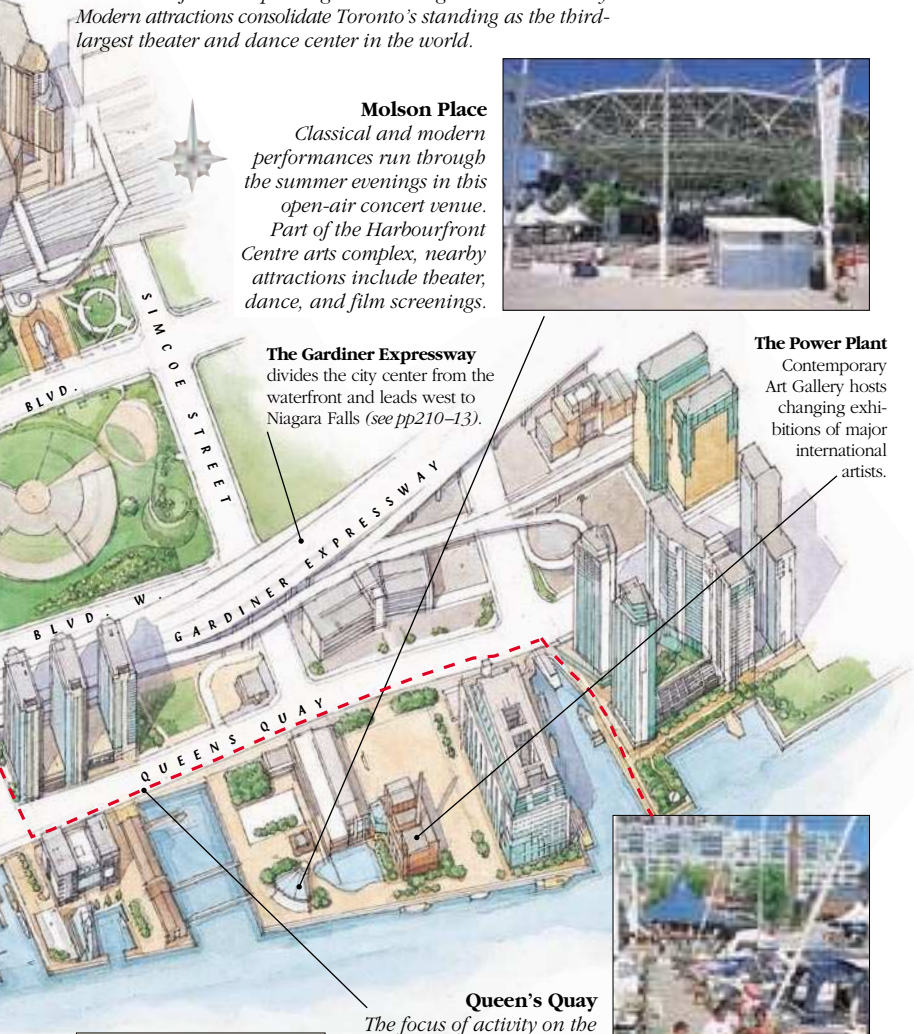 Modern attractions consolidate Toronto's standing as the third-
largest theater and dance center in the world.
Molson Place
Classical and modern
performances run through
the summer evenings in this
open-air concert venue.
Part of the Harbourfront
Centre arts complex, nearby
attractions include theater,
dance, and film screenings.
The Gardiner Expressway
divides the city center from the
waterfront and leads west to
Niagara Falls (see pp210–13).
The Power Plant
Contemporary
Art Gallery hosts
changing exhi-
bitions of major
international
artists.
SIMCOE STREET
BLVD.
GARDINER EXPRESSWAY
BLVD. W.
QUEENS QUAY
Queen's Quay
The focus of activity on the